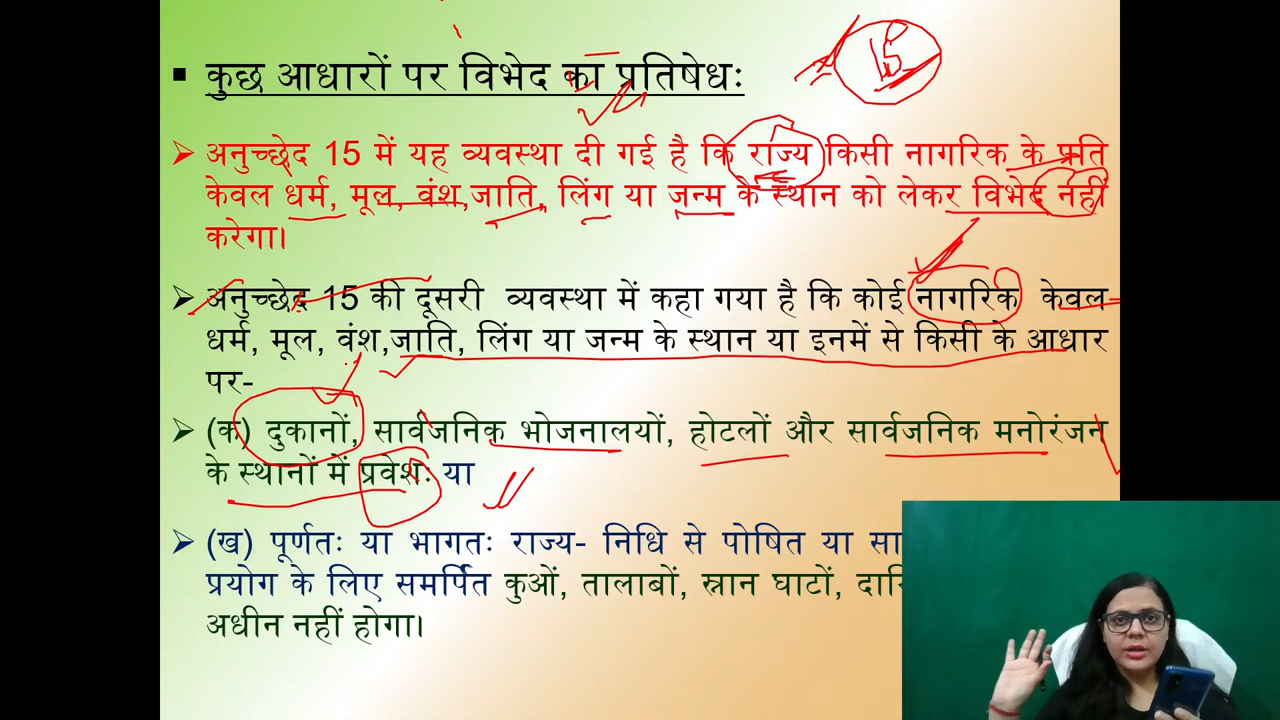 ▪ कुछ आधारों पर विभेद का प्रतिषेधः
15
➢ अनुच्छेद 15 में यह व्यवस्था दी गई है कि राज्य किसी नागरिक के प्रति
केवल धर्म, मूल, वंश,जाति, लिंग या जन्म के स्थान को लेकर विभेद नहीं
करेगा।
➢ अनुच्छेद 15 की दूसरी व्यवस्था में कहा गया है कि कोई नागरिक केवल
धर्म, मूल, वंश,जाति, लिंग या जन्म के स्थान या इनमें से किसी के आधार
पर-
➢ (क) दुकानों, सार्वजनिक भोजनालयों, होटलों और सार्वजनिक मनोरंजन
के स्थानों में प्रवेशः या
➢ (ख) पूर्णतः या भागतः राज्य- निधि से पोषित या
प्रयोग के लिए समर्पित कुओं, तालाबों, स्नान घाटों,
अधीन नहीं होगा।